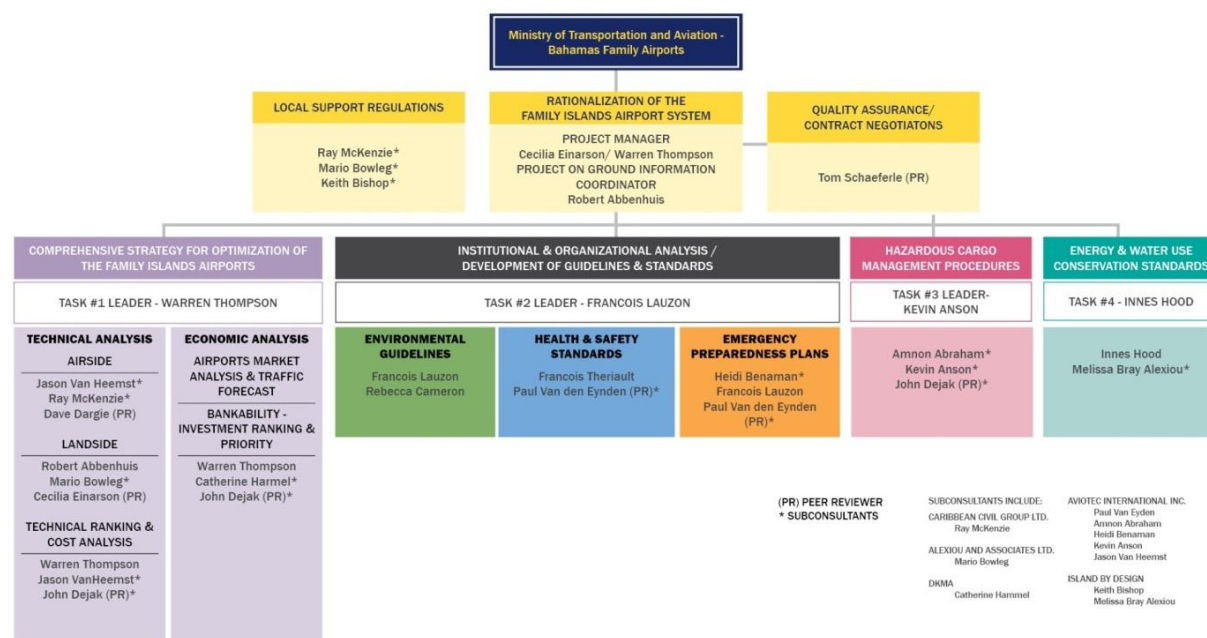 Ministry of Transportation and Aviation -
Bahamas Family Airports
LOCAL SUPPORT REGULATIONS
Ray McKenzie*
Mario Bowleg*
Keith Bishop*
RATIONALIZATION OF THE
FAMILY ISLANDS AIRPORT SYSTEM
PROJECT MANAGER
Cecilia Einarson/ Warren Thompson
PROJECT ON GROUND INFORMATION
COORDINATOR
Robert Abbenhuis
QUALITY ASSURANCE/
CONTRACT NEGOTIATONS
Tom Schaeferle (PR)
COMPREHENSIVE STRATEGY FOR OPTIMIZATION OF
THE FAMILY ISLANDS AIRPORTS
TASK #1 LEADER - WARREN THOMPSON
TECHNICAL ANALYSIS
AIRSIDE
Jason Van Heemst*
Ray McKenzie*
Dave Dargie (PR)
LANDSIDE
Robert Abbenhuis
Mario Bowleg*
Cecilia Einarson (PR)
TECHNICAL RANKING &
COST ANALYSIS
Warren Thompson
Jason VanHeemst*
John Dejak (PR)*
ECONOMIC ANALYSIS
AIRPORTS MARKET
ANALYSIS & TRAFFIC
FORECAST
BANKABILITY -
INVESTMENT RANKING &
PRIORITY
Warren Thompson
Catherine Harmel*
John Dejak (PR)*
INSTITUTIONAL & ORGANIZATIONAL ANALYSIS /
DEVELOPMENT OF GUIDELINES & STANDARDS
TASK #2 LEADER - FRANCOIS LAUZON
ENVIRONMENTAL
GUIDELINES
Francois Lauzon
Rebecca Cameron
HEALTH & SAFETY
STANDARDS
Francois Theriault
Paul Van den Eynden (PR)*
EMERGENCY
PREPAREDNESS PLANS
Heidi Benaman*
Francois Lauzon
Paul Van den Eynden
(PR)*
HAZARDOUS CARGO
MANAGEMENT PROCEDURES
TASK #3 LEADER-
KEVIN ANSON
Amnon Abraham*
Kevin Anson*
John Dejak (PR)*
ENERGY & WATER USE
CONSERVATION STANDARDS
TASK #4 - INNES HOOD
Innes Hood
Melissa Bray Alexiou*
(PR) PEER REVIEWER
* SUBCONSULTANTS
SUBCONSULTANTS INCLUDE:
CARIBBEAN CIVIL GROUP LTD.
Ray McKenzie
ALEXIOU AND ASSOCIATES LTD.
Mario Bowleg
DKMA
Catherine Hammel
AVIOTEC INTERNATIONAL INC.
Paul Van Eyden
Amnon Abraham
Heidi Benaman
Kevin Anson
Jason Van Heemst
ISLAND BY DESIGN
Keith Bishop
Melissa Bray Alexiou